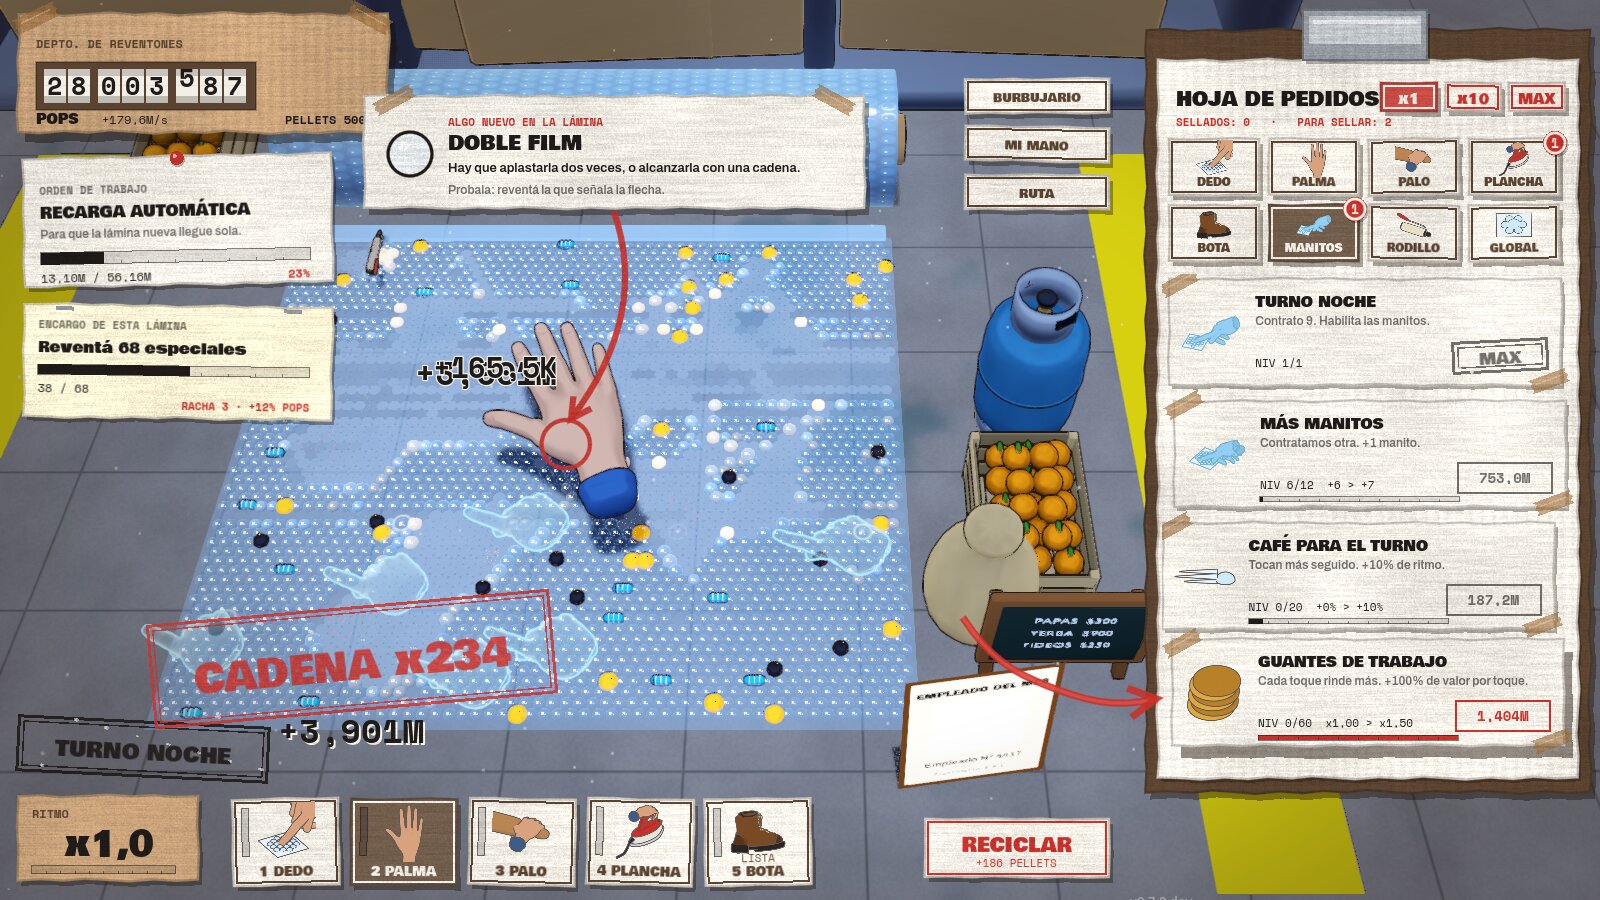 DEPTO. DE REVENTONES
28 003 587
POPS +179,6M/s PELLETS 500
ORDEN DE TRABAJO
RECARGA AUTOMÁTICA
Para que la lámina nueva llegue sola.
13,10M / 56,16M 23%
ENCARGO DE ESTA LÁMINA
Reventá 68 especiales
38 / 68
RACHA 3 · +12% POPS
ALGO NUEVO EN LA LÁMINA
DOBLE FILM
Hay que aplastarla dos veces, o alcanzarla con una cadena.
Probala: reventá la que señala la flecha.
BURBUJARIO
MI MANO
RUTA
CADENA x234
+3,901M
TURNO NOCHE
RITMO
x1,0
1 DEDO
2 PALMA
3 PALO
4 PLANCHA
LISTA
5 BOTA
RECICLAR
+186 PELLETS
PAPAS $300
YERBA $900
FIDEOS $250
EMPLEADO DEL
HOJA DE PEDIDOS x1 x10 MAX
SELLADOS: 0 · PARA SELLAR: 2
DEDO
PALMA
PALO
PLANCHA
1
BOTA
MANITOS
1
RODILLO
GLOBAL
TURNO NOCHE
Contrato 9. Habilita las manitos.
NIV 1/1
MAX
MÁS MANITOS
Contratamos otra. +1 manito.
NIV 6/12 +6 > +7
753,0M
CAFÉ PARA EL TURNO
Tocan más seguido. +10% de ritmo.
NIV 0/20 +0% > +10%
187,2M
GUANTES DE TRABAJO
Cada toque rinde más. +100% de valor por toque.
NIV 0/60 x1,00 > x1,50
1,404M